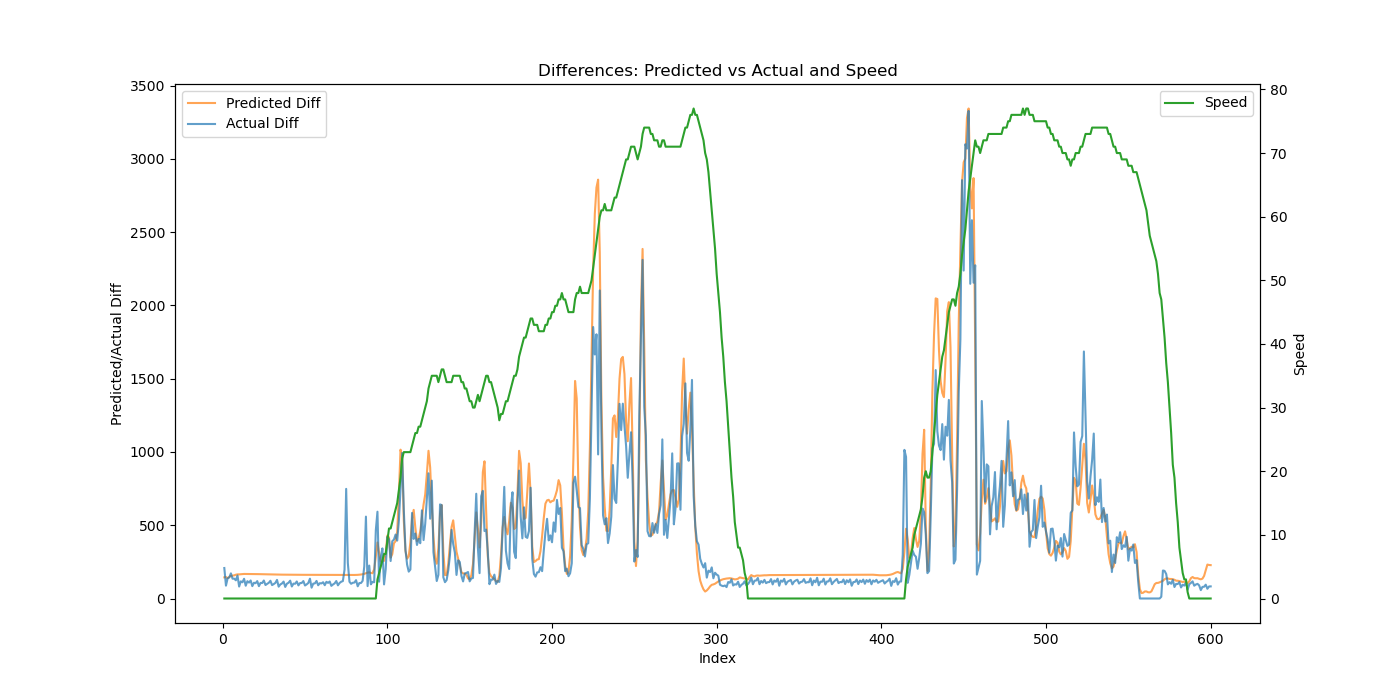 Differences: Predicted vs Actual and Speed
Predicted Diff
Actual Diff
Speed
3500
3000
2500
2000
1500
1000
500
0
Predicted/Actual Diff
80
70
60
50
40
30
20
10
0
Speed
0 100 200 300 400 500 600
Index